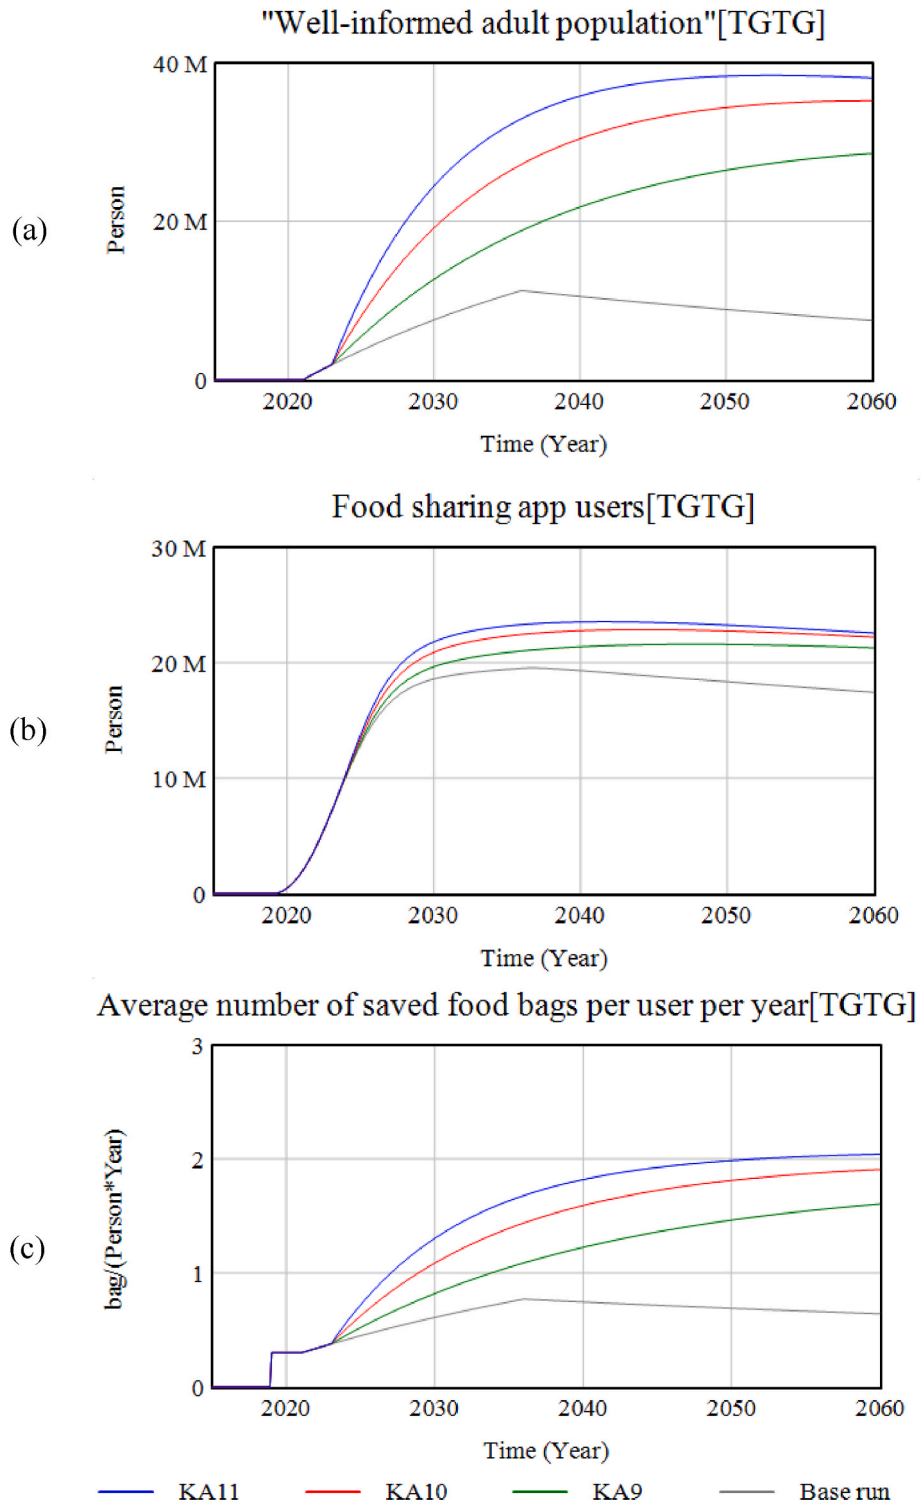 "Well-informed adult population"[TGTG]
40 M
20 M
0
Person
(a)
2020 2030 2040 2050 2060
Time (Year)
Food sharing app users[TGTG]
30 M
20 M
10 M
0
Person
(b)
2020 2030 2040 2050 2060
Time (Year)
Average number of saved food bags per user per year[TGTG]
3
2
1
0
bag/(Person*Year)
(c)
2020 2030 2040 2050 2060
Time (Year)
KA11 KA10 KA9 Base run